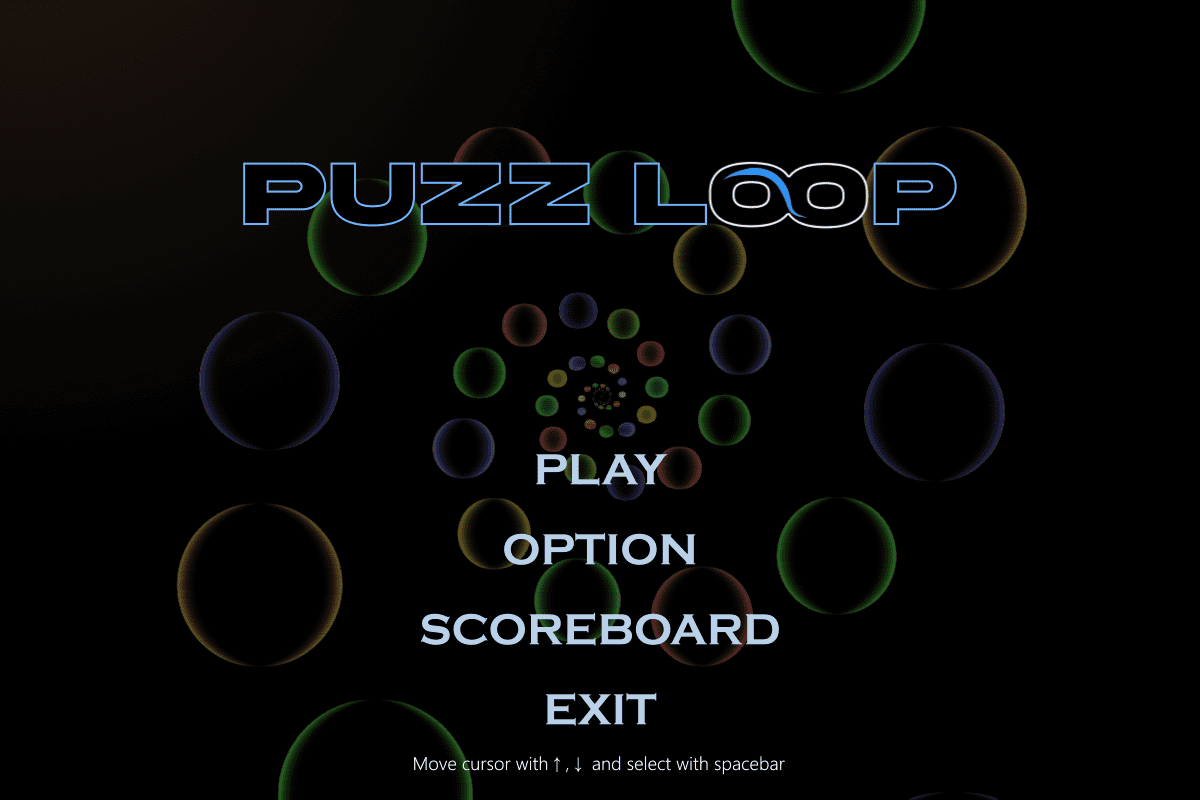 PUZZ LOOP
PLAY
OPTION
SCOREBOARD
EXIT
Move cursor with ↑ , ↓ and select with spacebar